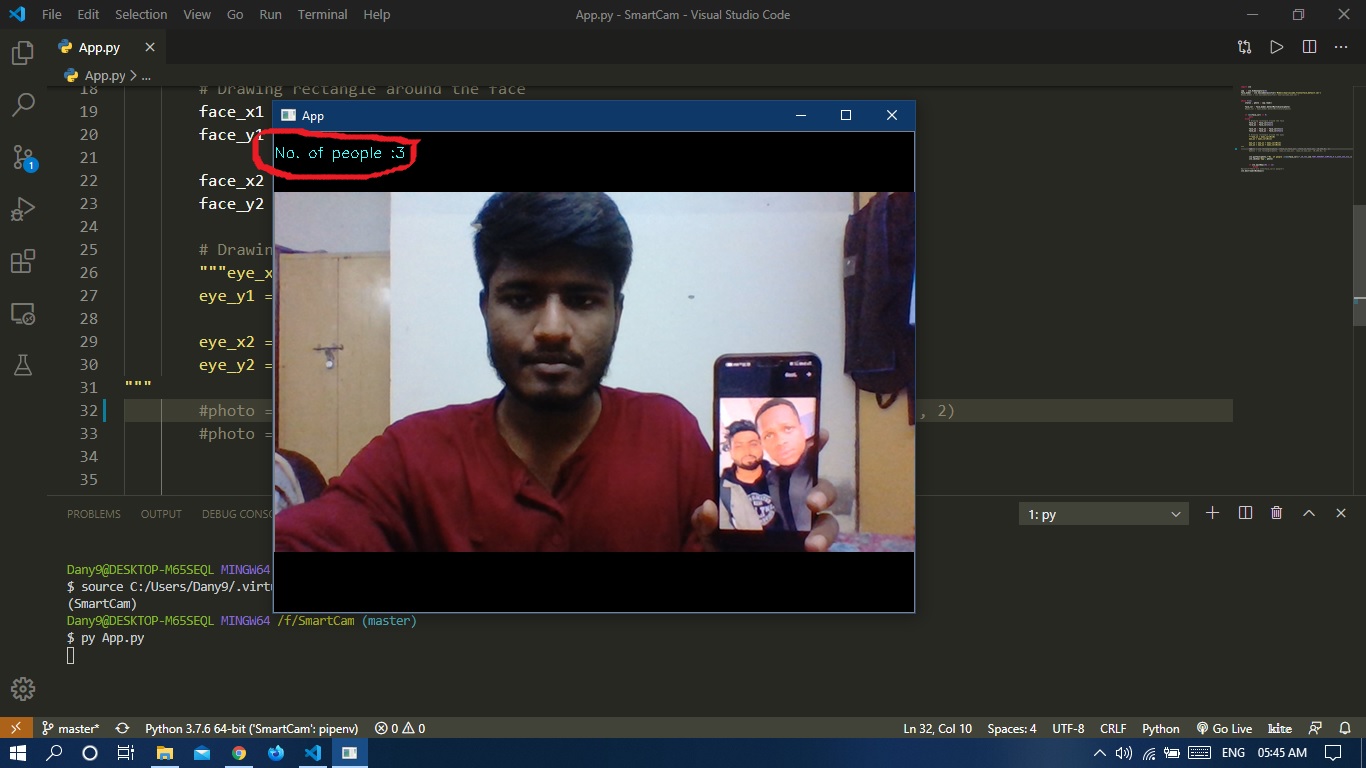 File Edit Selection View Go Run Terminal Help App.py - SmartCam - Visual Studio Code
App.py
App.py > ...
18 # Drawing rectangle around the face
19 face_x1
20 face_y1
21
22 face_x2
23 face_y2
24
25 # Drawin
26 """eye_x
27 eye_y1 =
28
29 eye_x2 =
30 eye_y2 =
31 """
32 #photo = , 2)
33 #photo =
34
35
App
No. of people :3
1
PROBLEMS OUTPUT DEBUG CONSO
1: py
Dany9@DESKTOP-M65SEQL MINGW64
$ source C:/Users/Dany9/.virtu
(SmartCam)
Dany9@DESKTOP-M65SEQL MINGW64 /f/SmartCam (master)
$ py App.py
master* Python 3.7.6 64-bit ('SmartCam': pipenv) 0 0 Ln 32, Col 10 Spaces: 4 UTF-8 CRLF Python Go Live kite
ENG 05:45 AM